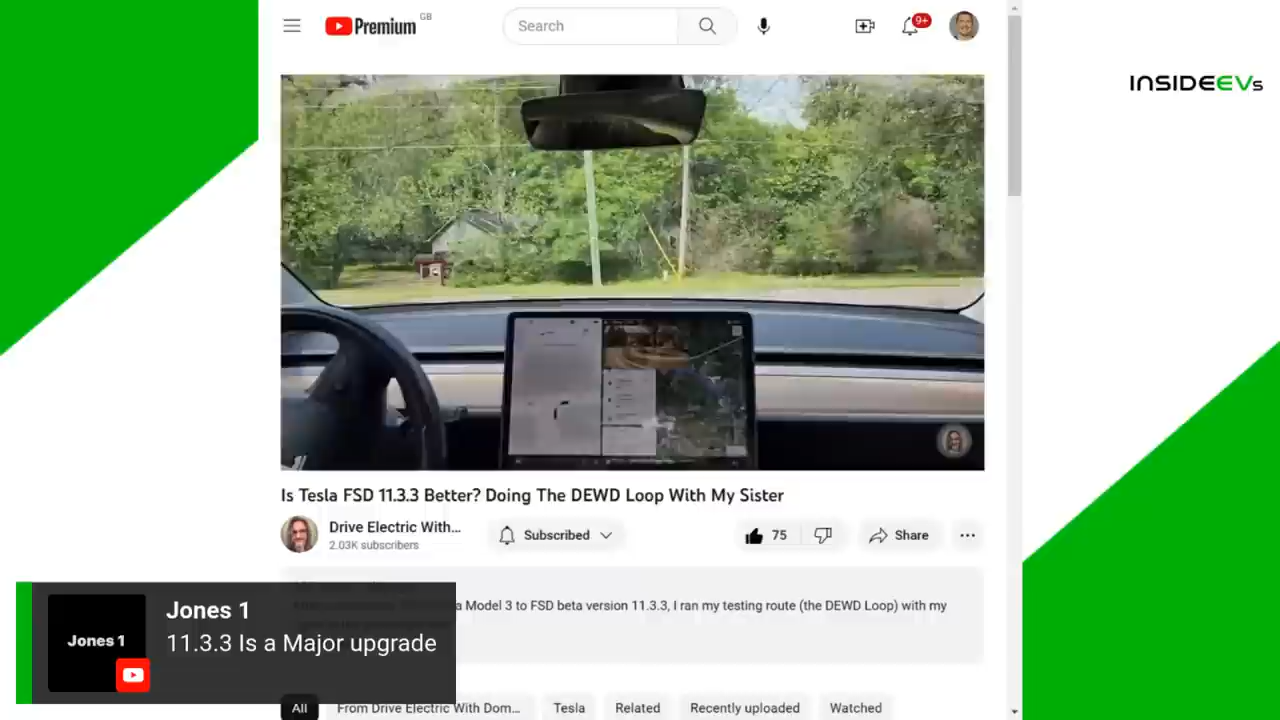 Premium GB
Search
9+
INSIDEEVs
Is Tesla FSD 11.3.3 Better? Doing The DEWD Loop With My Sister
Drive Electric With...
2.03K subscribers
Subscribed
75
Share
Model 3 to FSD beta version 11.3.3, I ran my testing route (the DEWD Loop) with my
Jones 1
Jones 1
11.3.3 Is a Major upgrade
All
From Drive Electric With Dom...
Tesla
Related
Recently uploaded
Watched